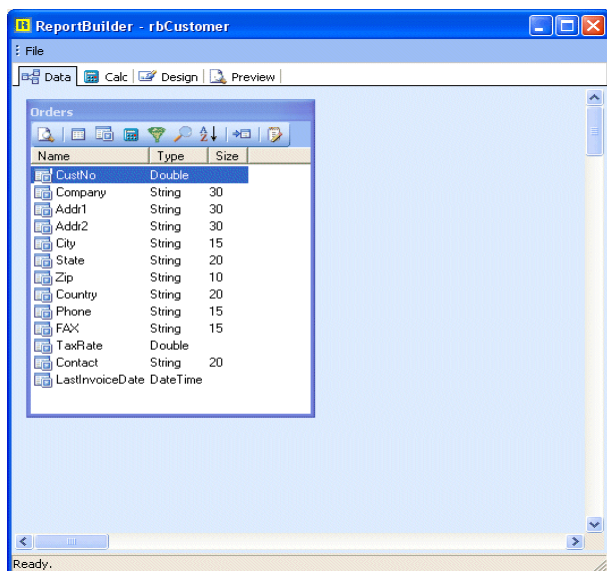 ReportBuilder - rbCustomer
File
Data Calc Design Preview
Orders
Name Type Size
CustNo Double
Company String 30
Addr1 String 30
Addr2 String 30
City String 15
State String 20
Zip String 10
Country String 20
Phone String 15
FAX String 15
TaxRate Double
Contact String 20
LastInvoiceDate DateTime
Ready.